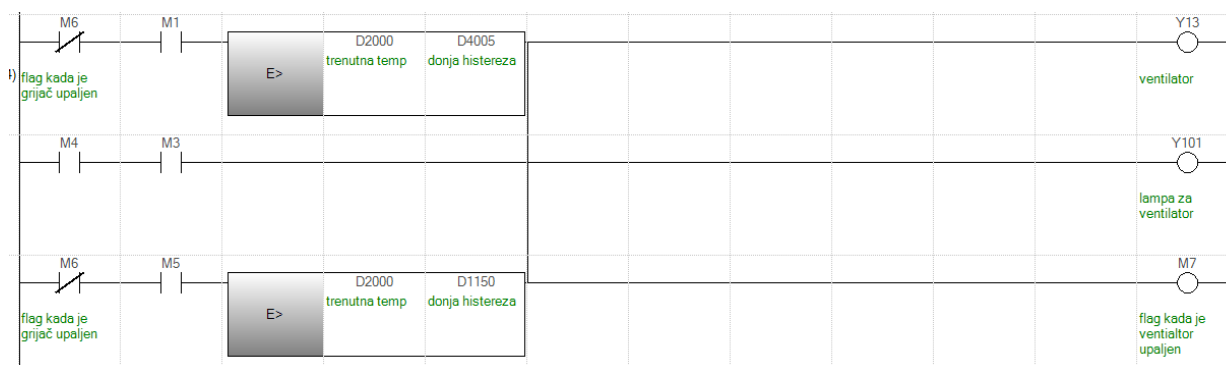 M6 M1 Y13
D2000 D4005
E>
trenutna temp donja histereza
4) flag kada je
grijač upaljen
ventilator
M4 M3 Y101
lampa za
ventilator
M6 M5 M7
D2000 D1150
E>
trenutna temp donja histereza
flag kada je
grijač upaljen
flag kada je
ventialtor
upaljen